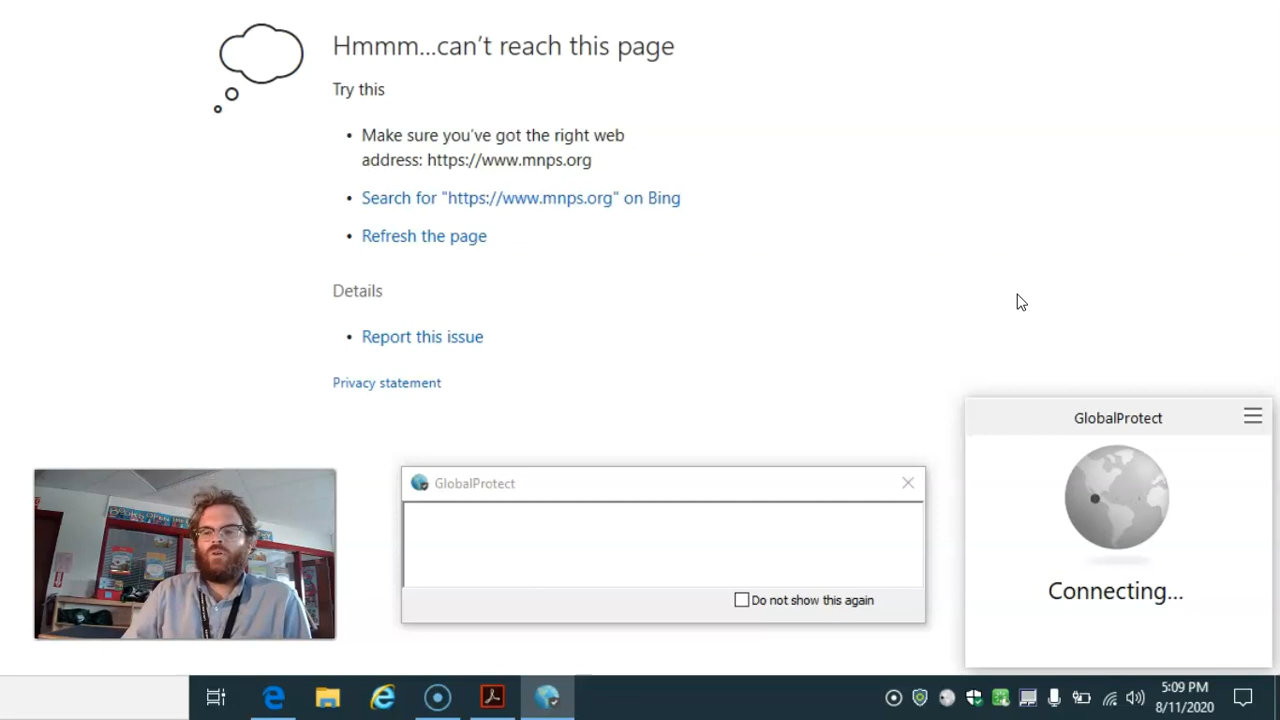 Hmmm...can't reach this page
Try this
• Make sure you've got the right web
address: https://www.mnps.org
• Search for "https://www.mnps.org" on Bing
• Refresh the page
Details
• Report this issue
Privacy statement
GlobalProtect
Connecting...
GlobalProtect
Do not show this again
5:09 PM
8/11/2020